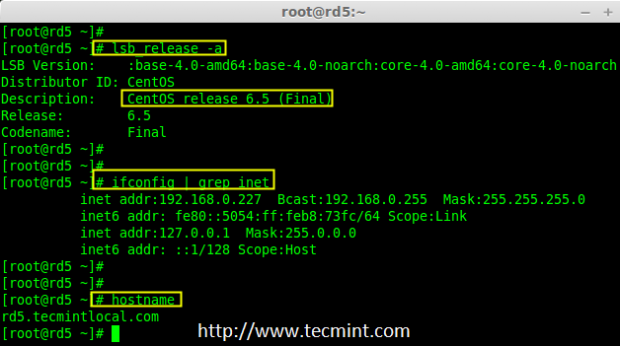 root@rd5:~
[root@rd5 ~]#
[root@rd5 ~]# lsb_release -a
LSB Version:    :base-4.0-amd64:base-4.0-noarch:core-4.0-amd64:core-4.0-noarch
Distributor ID: CentOS
Description:    CentOS release 6.5 (Final)
Release:        6.5
Codename:       Final
[root@rd5 ~]#
[root@rd5 ~]#
[root@rd5 ~]# ifconfig | grep inet
          inet addr:192.168.0.227  Bcast:192.168.0.255  Mask:255.255.255.0
          inet6 addr: fe80::5054:ff:feb8:73fc/64 Scope:Link
          inet addr:127.0.0.1  Mask:255.0.0.0
          inet6 addr: ::1/128 Scope:Host
[root@rd5 ~]#
[root@rd5 ~]#
[root@rd5 ~]# hostname
rd5.tecmintlocal.com
[root@rd5 ~]#
http://www.tecmint.com